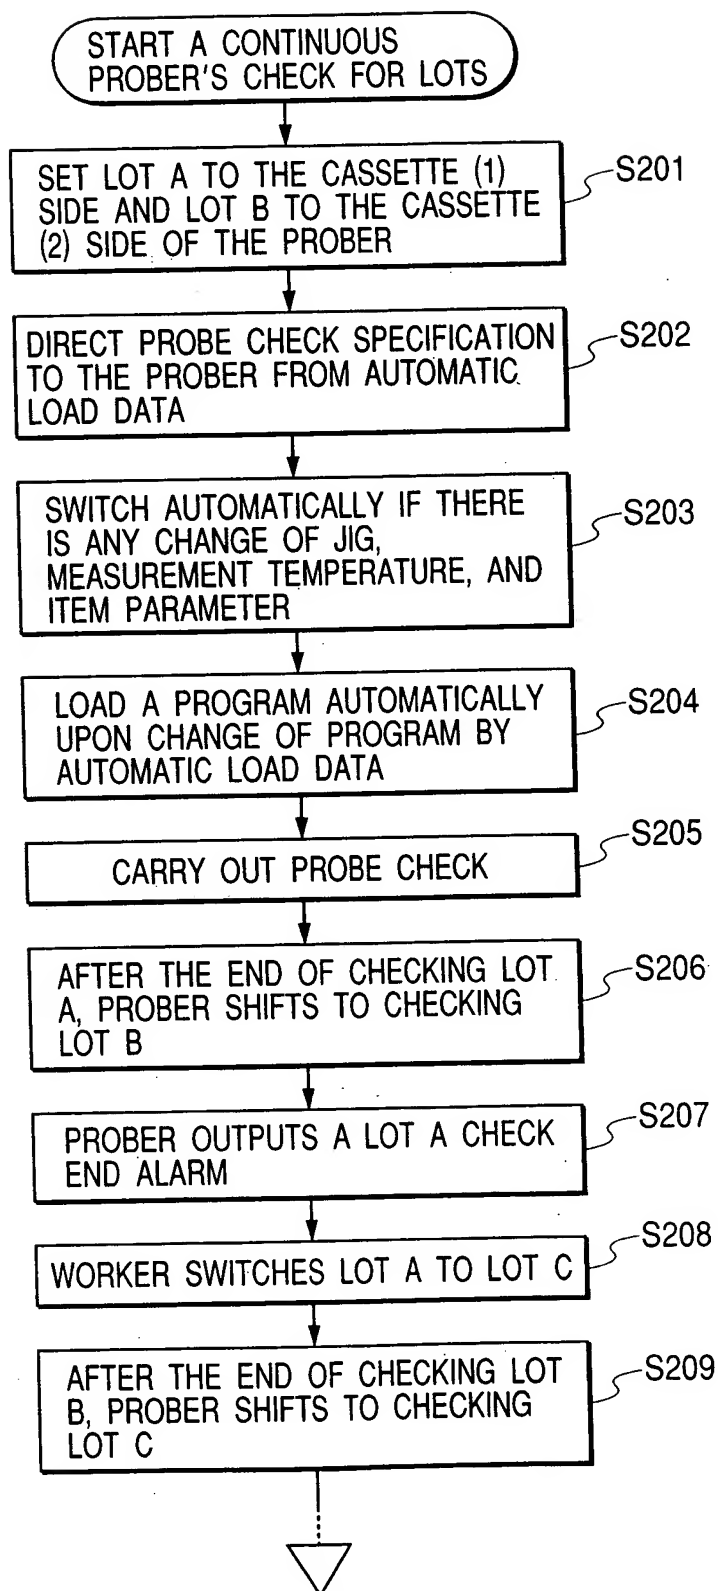 START A CONTINUOUS
PROBER'S CHECK FOR LOTS
SET LOT A TO THE CASSETTE (1)
SIDE AND LOT B TO THE CASSETTE
(2) SIDE OF THE PROBER
S201
DIRECT PROBE CHECK SPECIFICATION
TO THE PROBER FROM AUTOMATIC
LOAD DATA
S202
SWITCH AUTOMATICALLY IF THERE
IS ANY CHANGE OF JIG,
MEASUREMENT TEMPERATURE, AND
ITEM PARAMETER
S203
LOAD A PROGRAM AUTOMATICALLY
UPON CHANGE OF PROGRAM BY
AUTOMATIC LOAD DATA
S204
CARRY OUT PROBE CHECK
S205
AFTER THE END OF CHECKING LOT
A, PROBER SHIFTS TO CHECKING
LOT B
S206
PROBER OUTPUTS A LOT A CHECK
END ALARM
S207
WORKER SWITCHES LOT A TO LOT C
S208
AFTER THE END OF CHECKING LOT
B, PROBER SHIFTS TO CHECKING
LOT C
S209